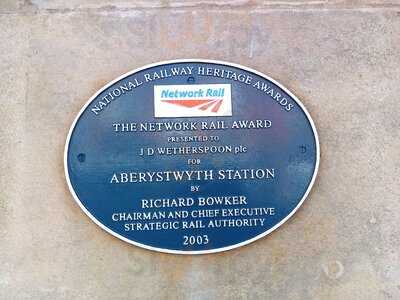 NATIONAL RAILWAY HERITAGE AWARDS
Network Rail
THE NETWORK RAIL AWARD
PRESENTED TO
J D WETHERSPOON plc
FOR
ABERYSTWYTH STATION
BY
RICHARD BOWKER
CHAIRMAN AND CHIEF EXECUTIVE
STRATEGIC RAIL AUTHORITY
2003